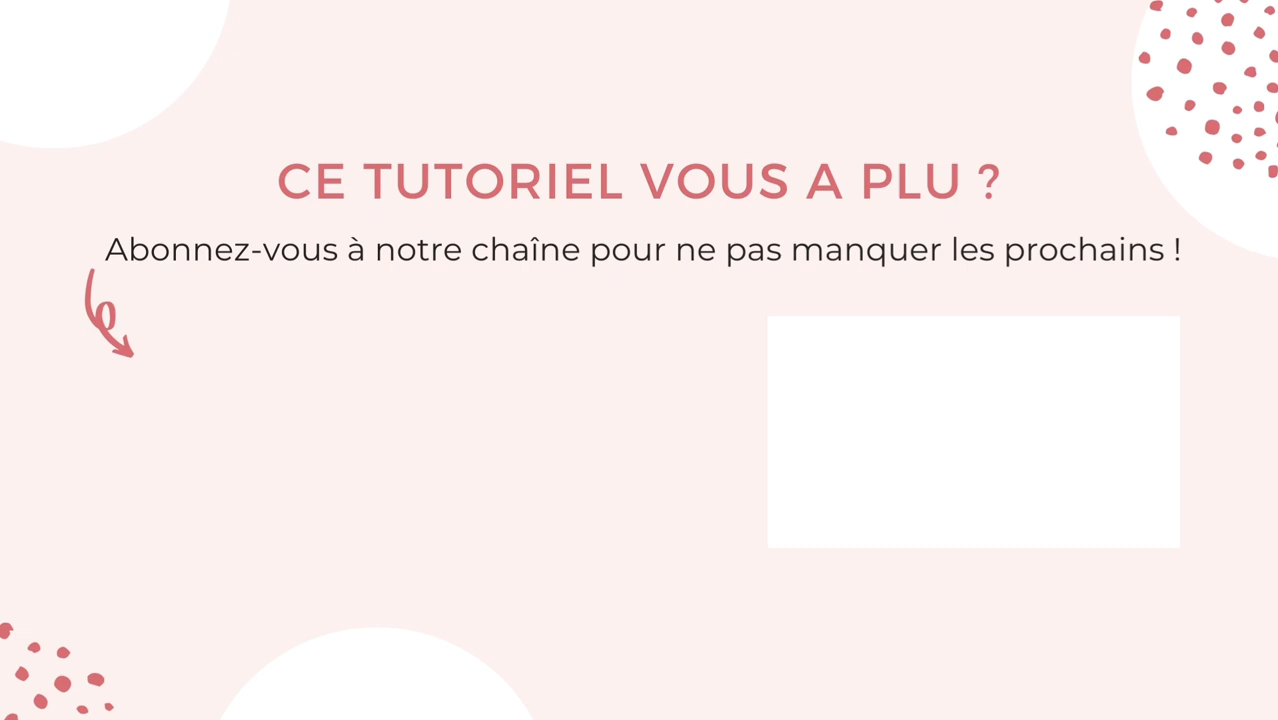 CE TUTORIEL VOUS A PLU ?
Abonnez-vous à notre chaîne pour ne pas manquer les prochains !